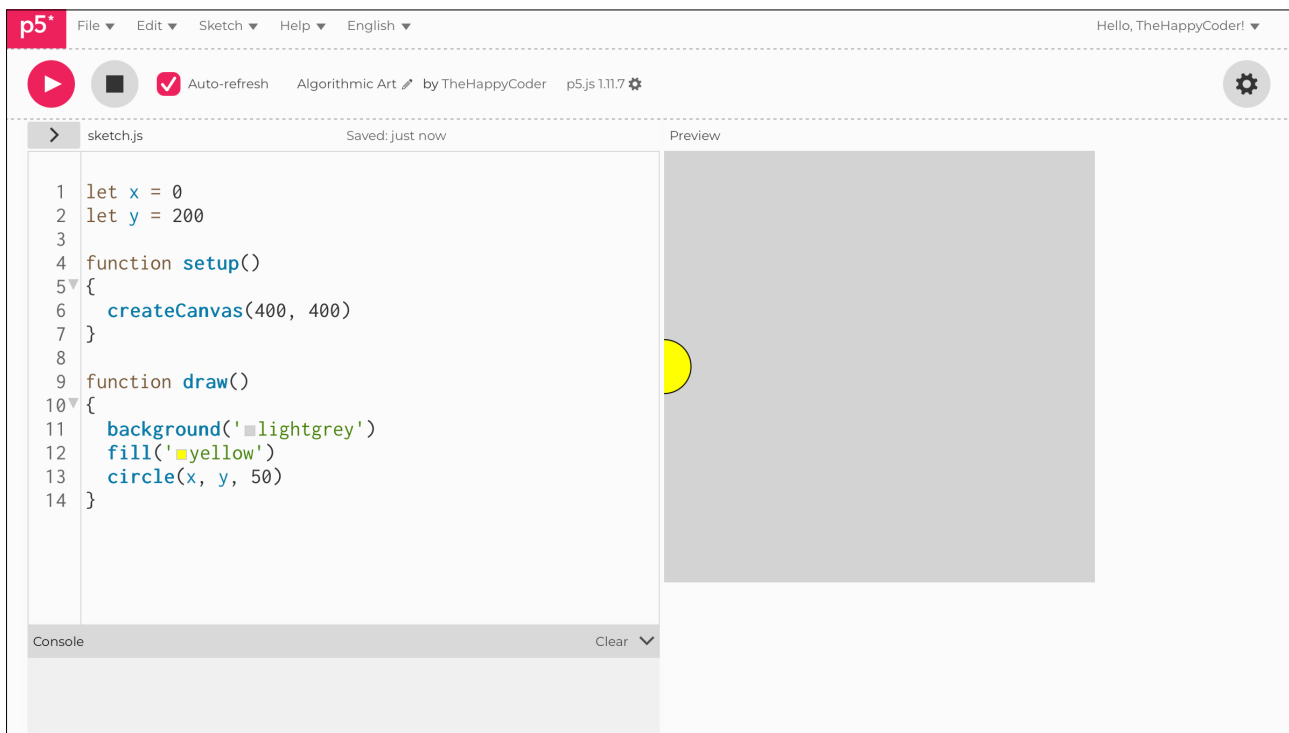 p5* File Edit Sketch Help English Hello, TheHappyCoder!
Auto-refresh Algorithmic Art by TheHappyCoder p5.js 1.11.7
sketch.js Saved: just now Preview
1 let x = 0
2 let y = 200
3
4 function setup()
5 {
6   createCanvas(400, 400)
7 }
8
9 function draw()
10 {
11   background('lightgrey')
12   fill('yellow')
13   circle(x, y, 50)
14 }
Console Clear